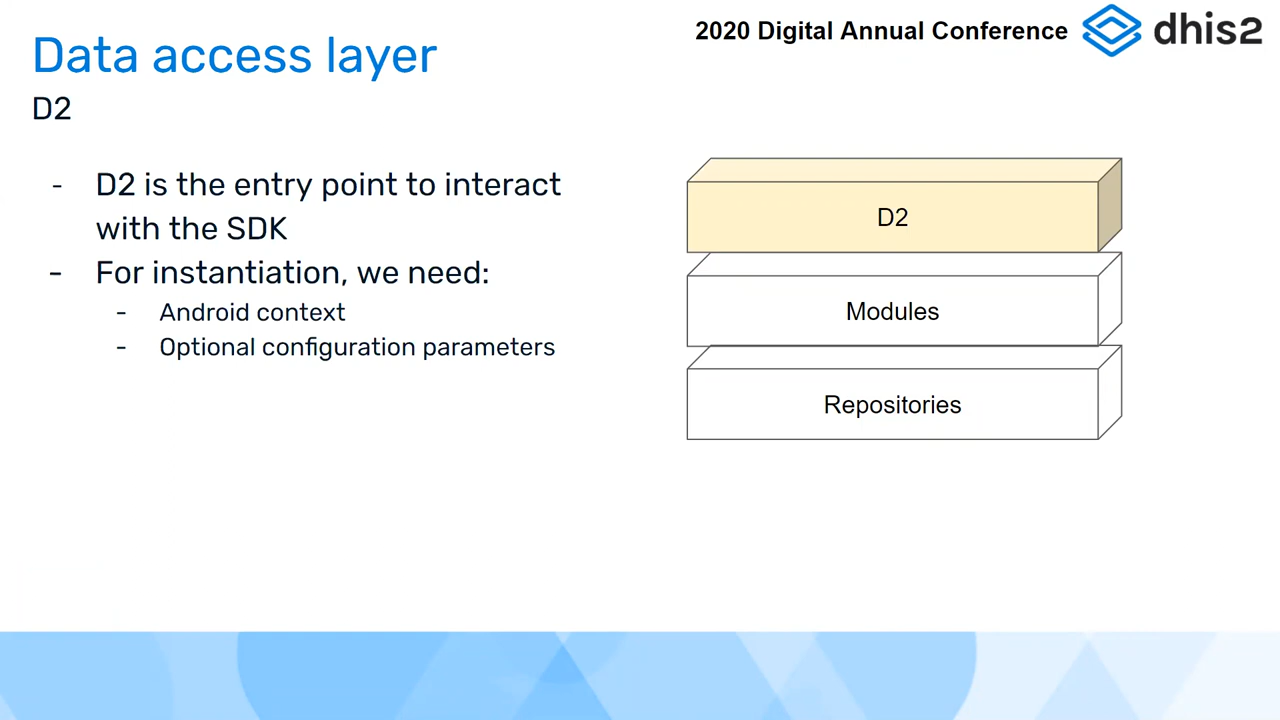 2020 Digital Annual Conference dhis2
Data access layer
D2
- D2 is the entry point to interact
with the SDK
- For instantiation, we need:
- Android context
- Optional configuration parameters
D2
Modules
Repositories